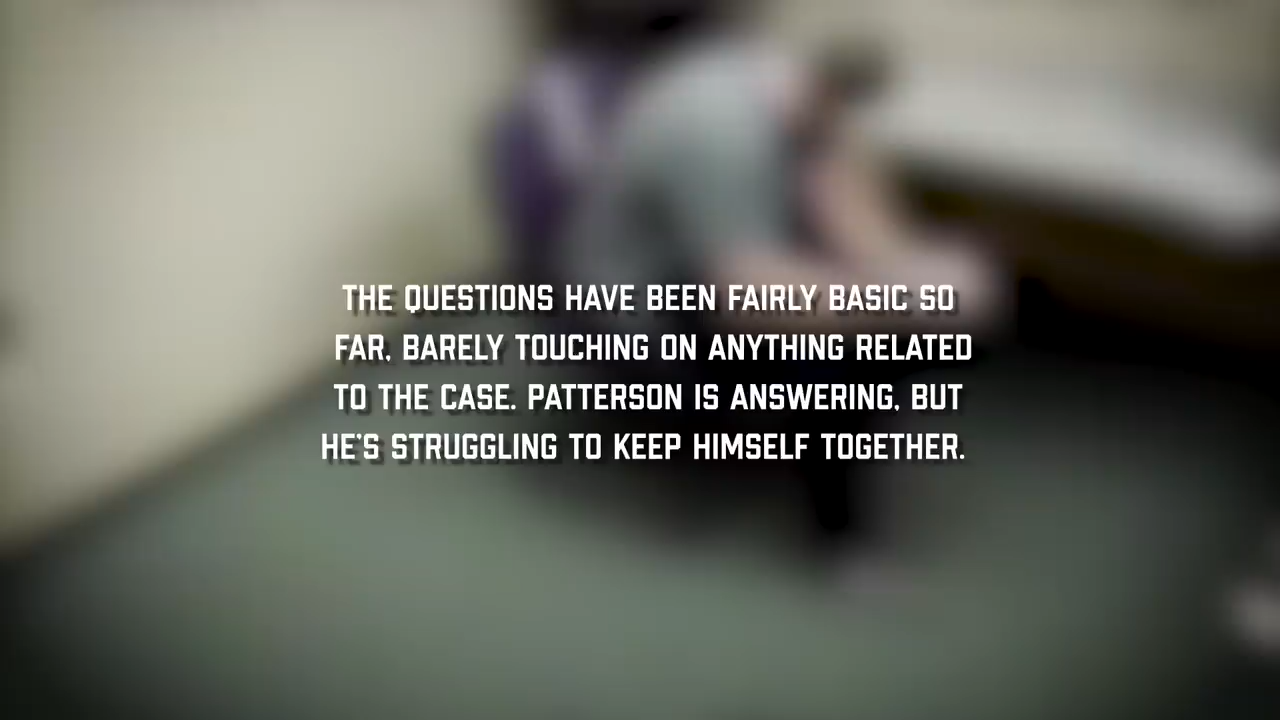 THE QUESTIONS HAVE BEEN FAIRLY BASIC SO
FAR, BARELY TOUCHING ON ANYTHING RELATED
TO THE CASE. PATTERSON IS ANSWERING, BUT
HE'S STRUGGLING TO KEEP HIMSELF TOGETHER.